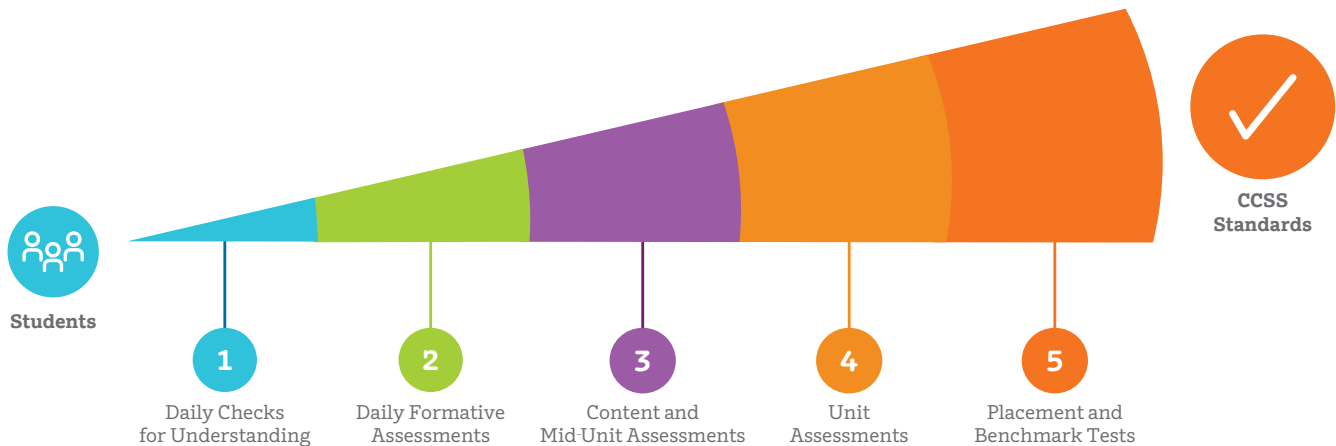 CCSS
Standards
Students
1
2
3
4
5
Daily Checks
for Understanding
Daily Formative
Assessments
Content and
Mid-Unit Assessments
Unit
Assessments
Placement and
Benchmark Tests